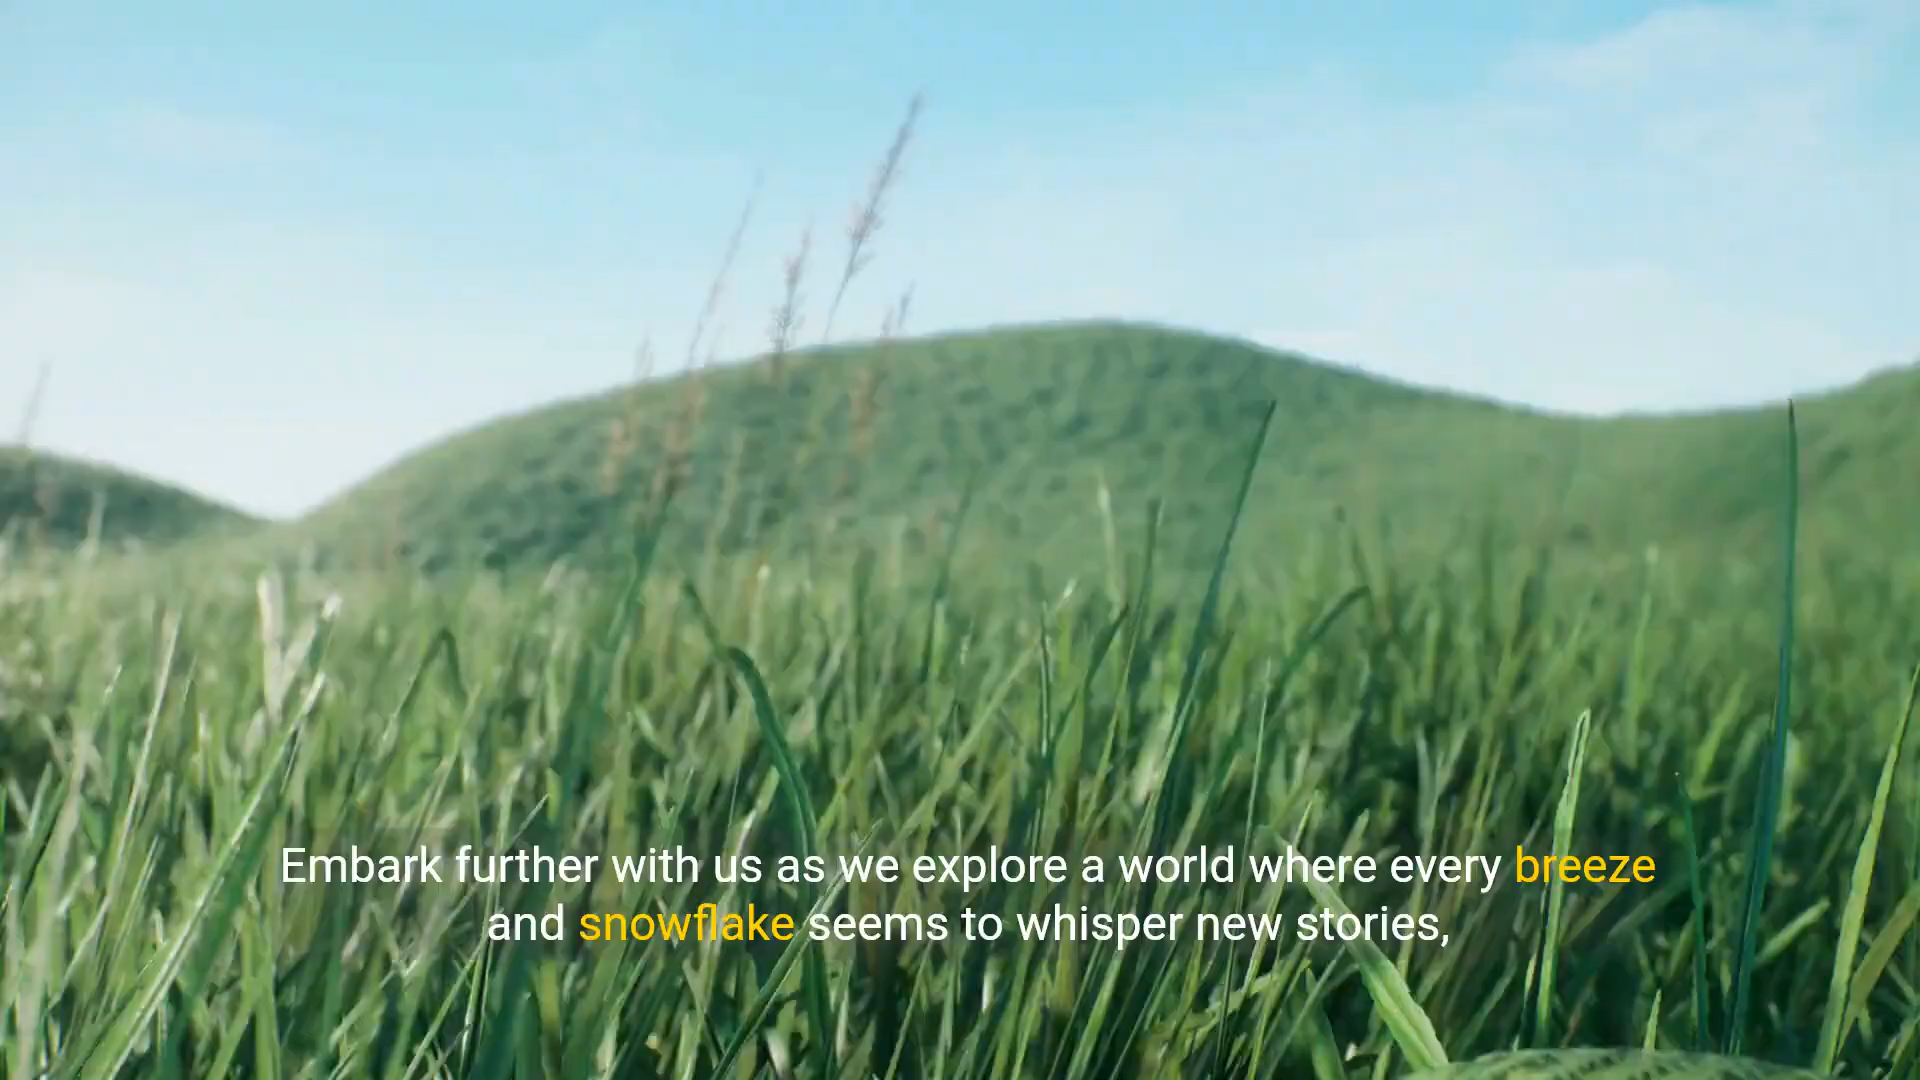 Embark further with us as we explore a world where every breeze
and snowflake seems to whisper new stories,